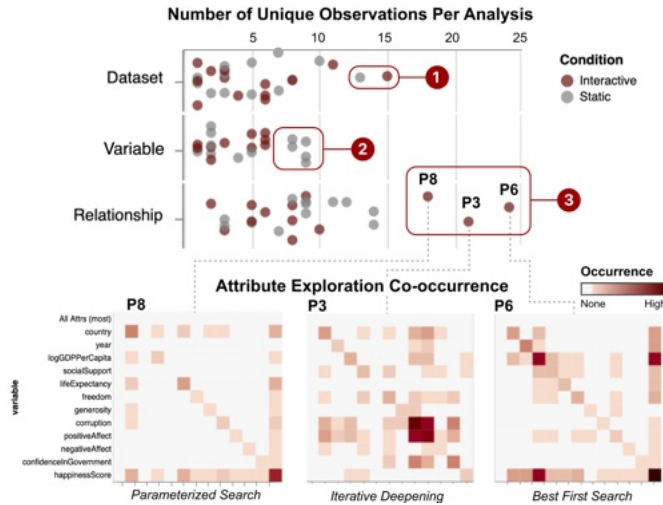 Number of Unique Observations Per Analysis
5 10 15 20 25
Dataset
Variable
Relationship
Condition
Interactive
Static
1
2
3
P8
P3
P6
Attribute Exploration Co-occurrence
Occurrence
None High
P8
P3
P6
variable
All Attrs (most)
country
year
logGDPPerCapita
socialSupport
lifeExpectancy
freedom
generosity
corruption
positiveAffect
negativeAffect
confidenceInGovernment
happinessScore
Parameterized Search
Iterative Deepening
Best First Search